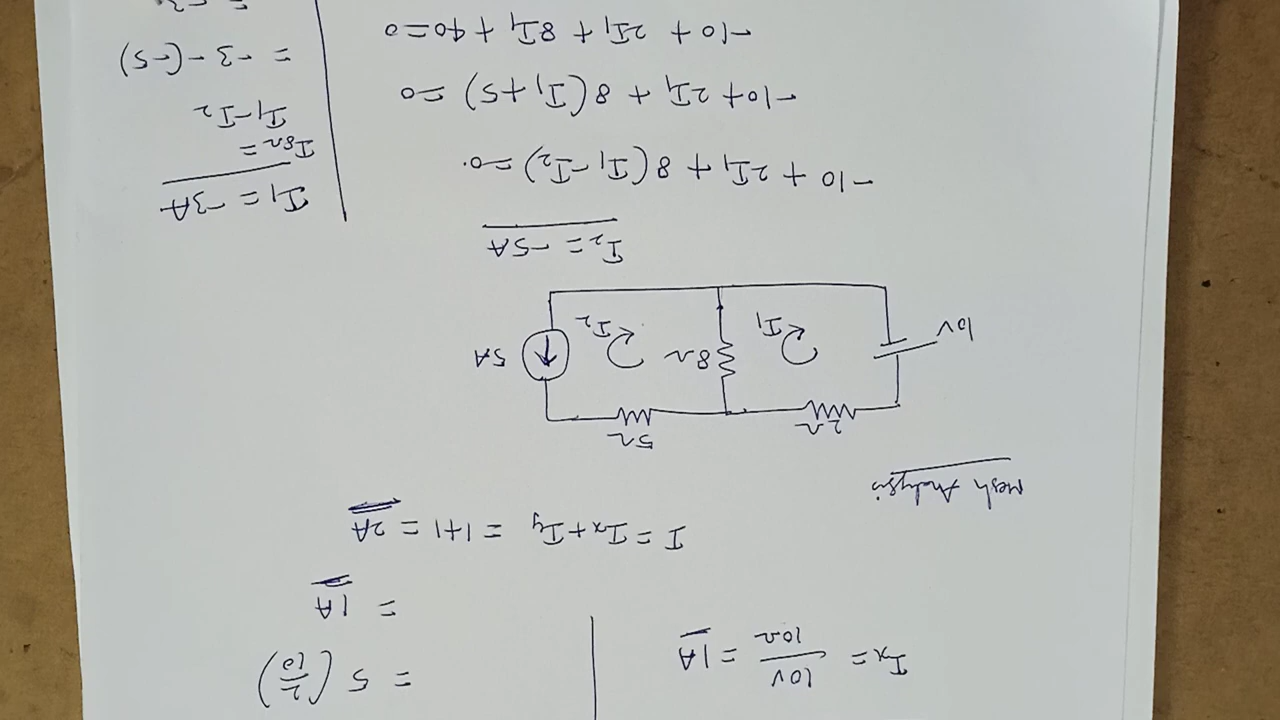 Ix = 10V / 10Ω = 1A
= 5 (2/10)
= 1A
I = Ix + Iy = 1+1 = 2A
Mesh Analysis
2Ω
5Ω
10V
I1
8Ω
I2
5A
I2 = -5A
-10 + 2I1 + 8(I1-I2) = 0.
-10 + 2I1 + 8(I1+5) = 0
-10 + 2I1 + 8I1 + 40 = 0
I1 = -3A
I8Ω =
I1-I2
= -3 -(-5)